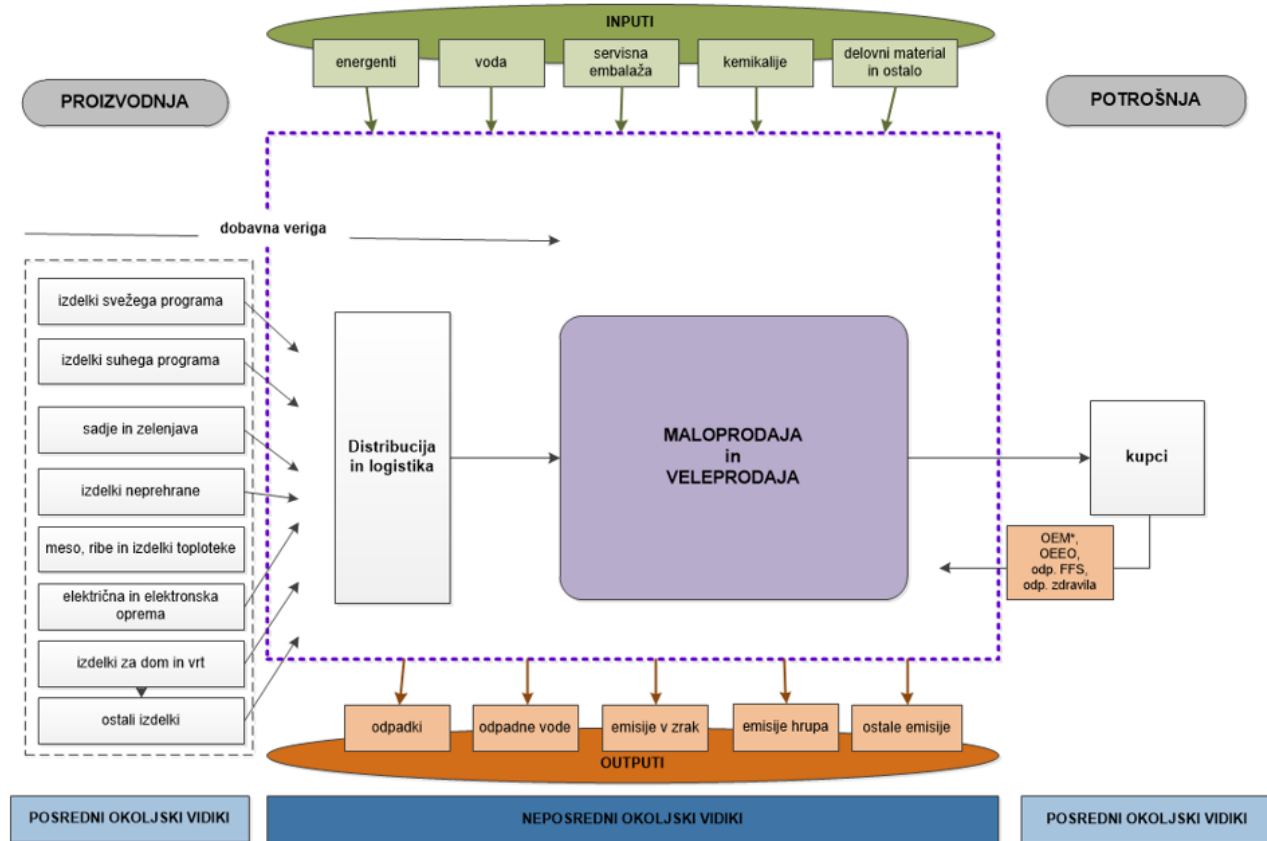 INPUTI
energenti
voda
servisna
embalaža
kemikalije
delovni material
in ostalo
PROIZVODNJA
POTROŠNJA
dobavna veriga
izdelki svežega programa
izdelki suhega programa
sadje in zelenjava
izdelki neprehrane
meso, ribe in izdelki toploteke
električna in elektronska
oprema
izdelki za dom in vrt
ostali izdelki
Distribucija
in logistika
MALOPRODAJA
in
VELEPRODAJA
kupci
OEM*,
OEEO,
odp. FFS,
odp. zdravila
odpadki
odpadne vode
emisije v zrak
emisije hrupa
ostale emisije
OUTPUTI
POSREDNI OKOLJSKI VIDIKI
NEPOSREDNI OKOLJSKI VIDIKI
POSREDNI OKOLJSKI VIDIKI